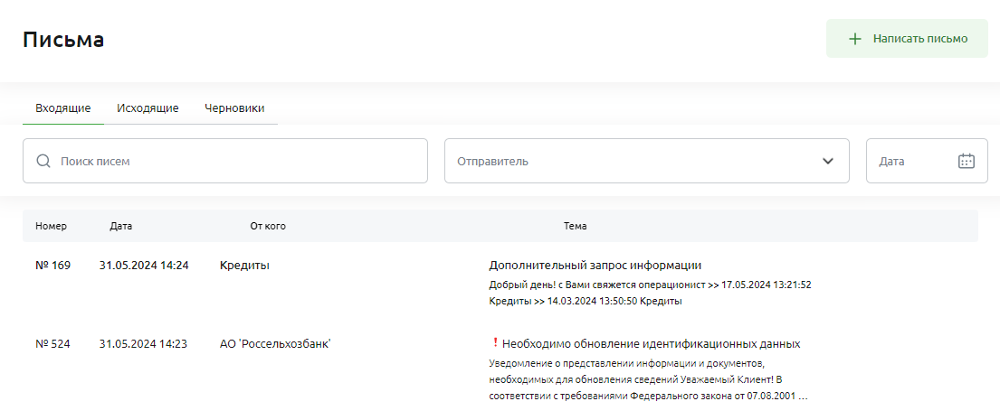 Письма
Написать письмо
Входящие Исходящие Черновики
Поиск писем Отправитель Дата
Номер Дата От кого Тема
№ 169 31.05.2024 14:24 Кредиты Дополнительный запрос информации
Добрый день! с Вами свяжется операционист >> 17.05.2024 13:21:52
Кредиты >> 14.03.2024 13:50:50 Кредиты
№ 524 31.05.2024 14:23 АО 'Россельхозбанк' ! Необходимо обновление идентификационных данных
Уведомление о представлении информации и документов,
необходимых для обновления сведений Уважаемый Клиент! В
соответствии с требованиями Федерального закона от 07.08.2001 ...